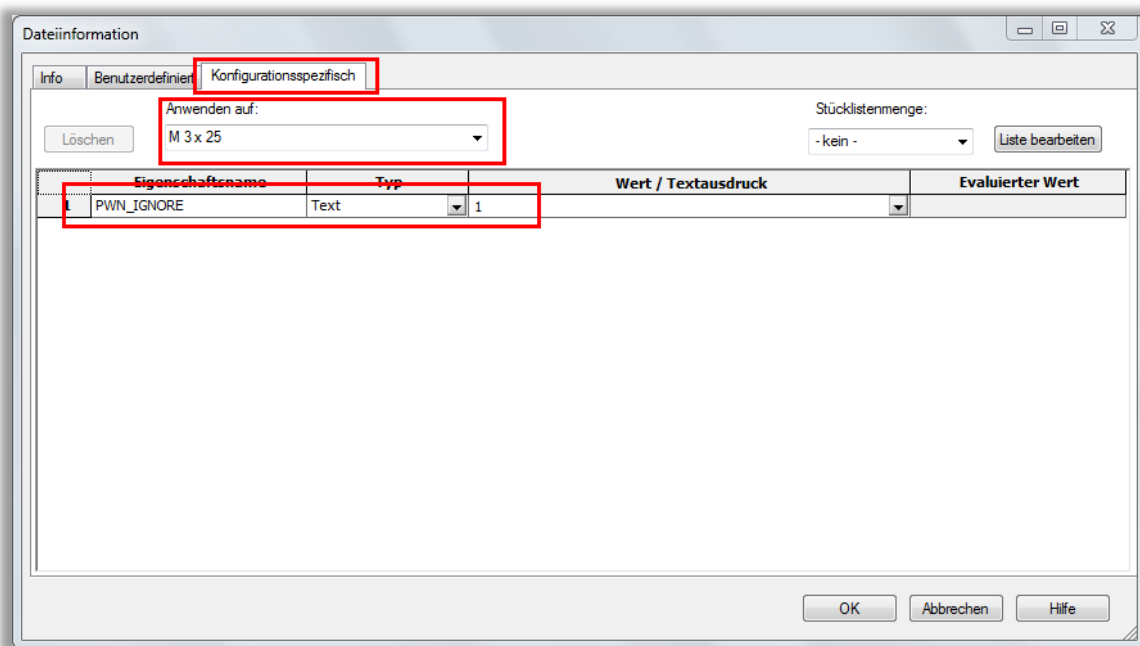 Dateiinformation
Info Benutzerdefiniert Konfigurationsspezifisch
Anwenden auf: Stücklistenmenge:
Löschen M 3 x 25 - kein - Liste bearbeiten
Eigenschaftsname Typ Wert / Textausdruck Evaluierter Wert
1 PWN_IGNORE Text 1
OK Abbrechen Hilfe